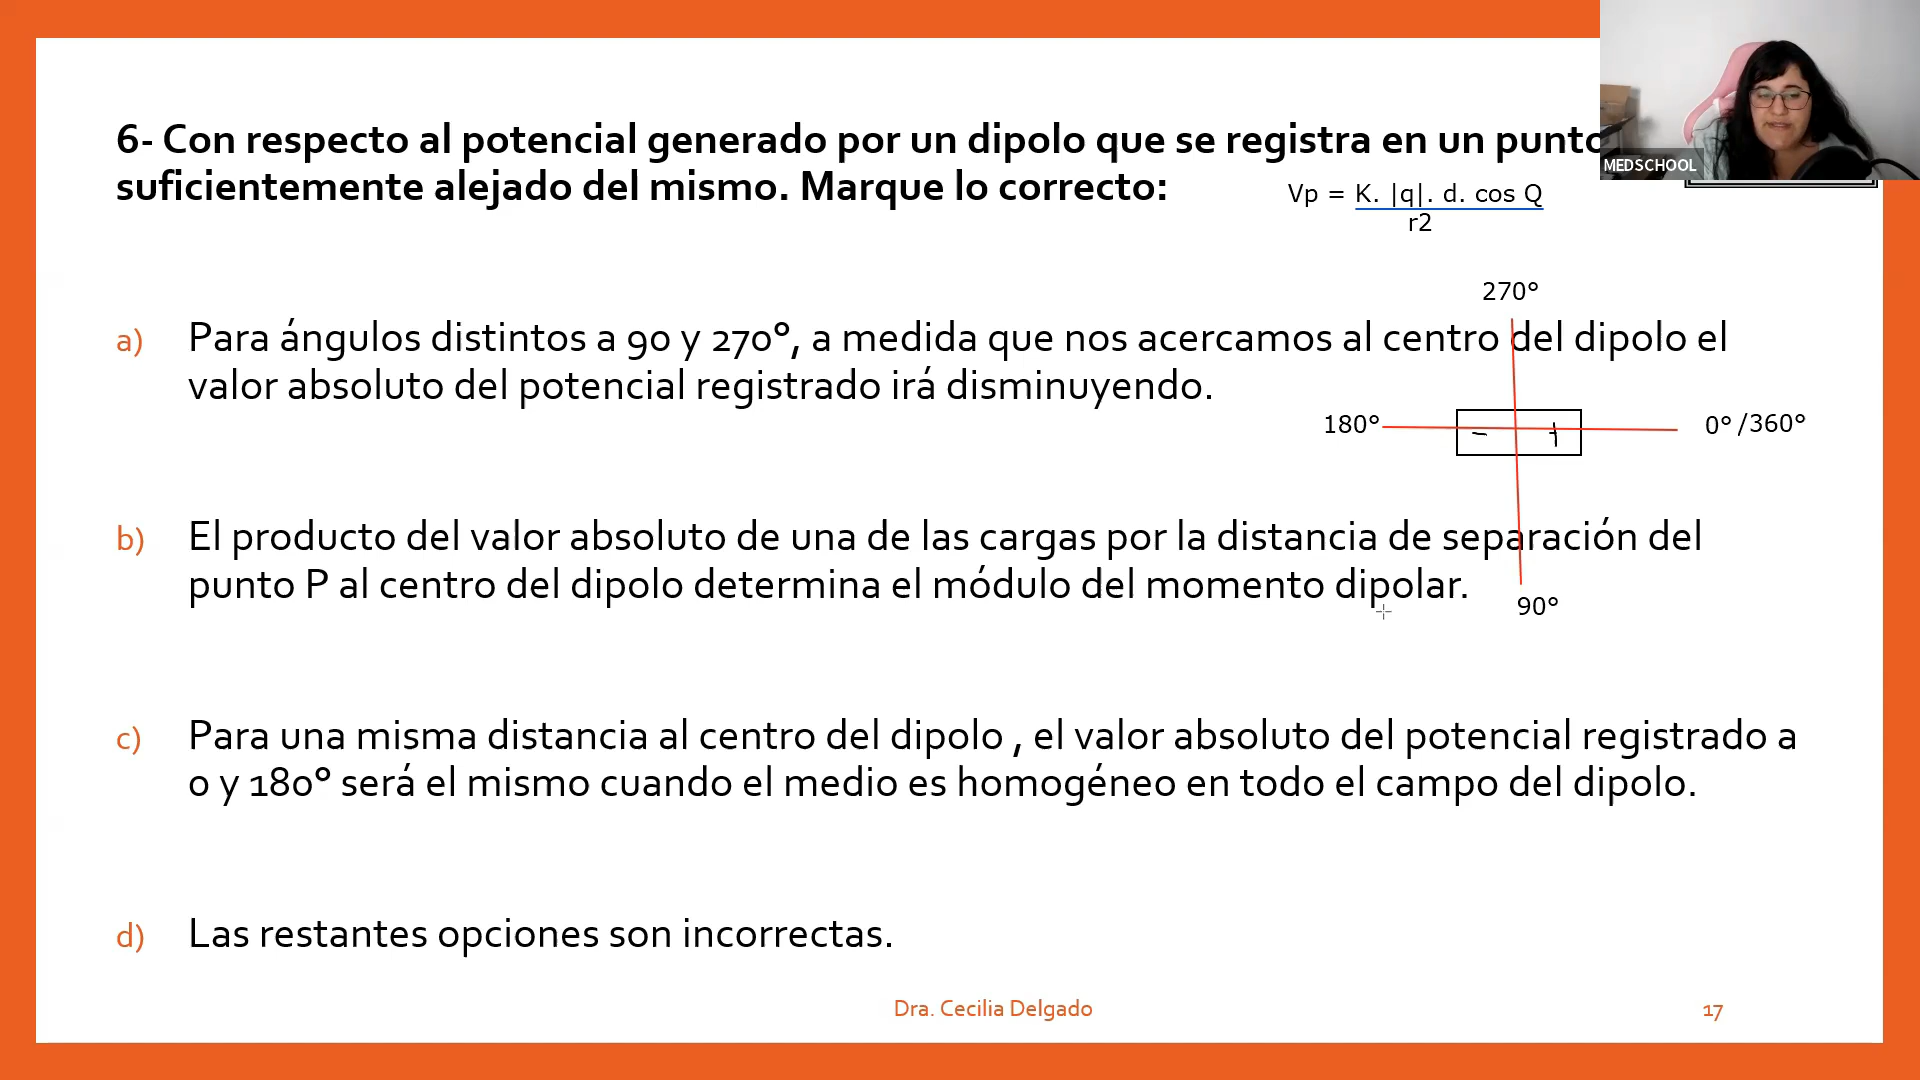 MEDSCHOOL
6- Con respecto al potencial generado por un dipolo que se registra en un punto
suficientemente alejado del mismo. Marque lo correcto:
Vp = K. |q|. d. cos Q
r2
270°
a) Para ángulos distintos a 90 y 270°, a medida que nos acercamos al centro del dipolo el
valor absoluto del potencial registrado irá disminuyendo.
180°
- +
0° /360°
b) El producto del valor absoluto de una de las cargas por la distancia de separación del
punto P al centro del dipolo determina el módulo del momento dipolar.
90°
c) Para una misma distancia al centro del dipolo , el valor absoluto del potencial registrado a
0 y 180° será el mismo cuando el medio es homogéneo en todo el campo del dipolo.
d) Las restantes opciones son incorrectas.
Dra. Cecilia Delgado
17